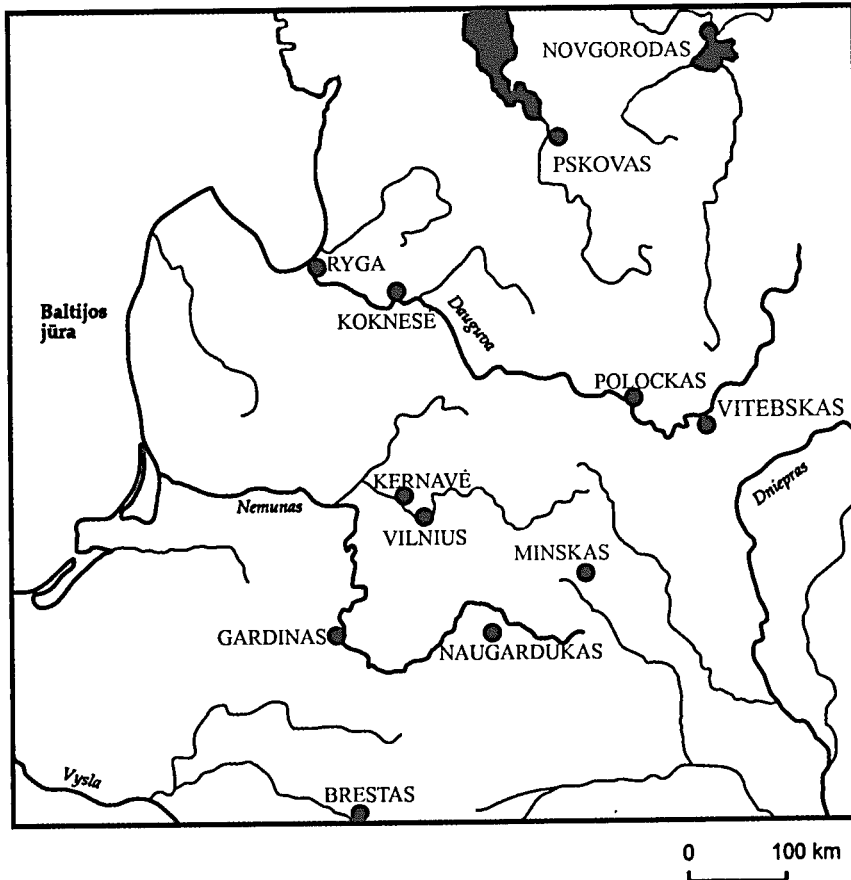 NOVGORODAS
PSKOVAS
RYGA
KOKNESĖ
Dauguva
Baltijos
jūra
POLOCKAS
VITEBSKAS
Dniepras
KERNAVĖ
Nemunas
VILNIUS
MINSKAS
GARDINAS
NAUGARDUKAS
Vysla
BRESTAS
0 100 km